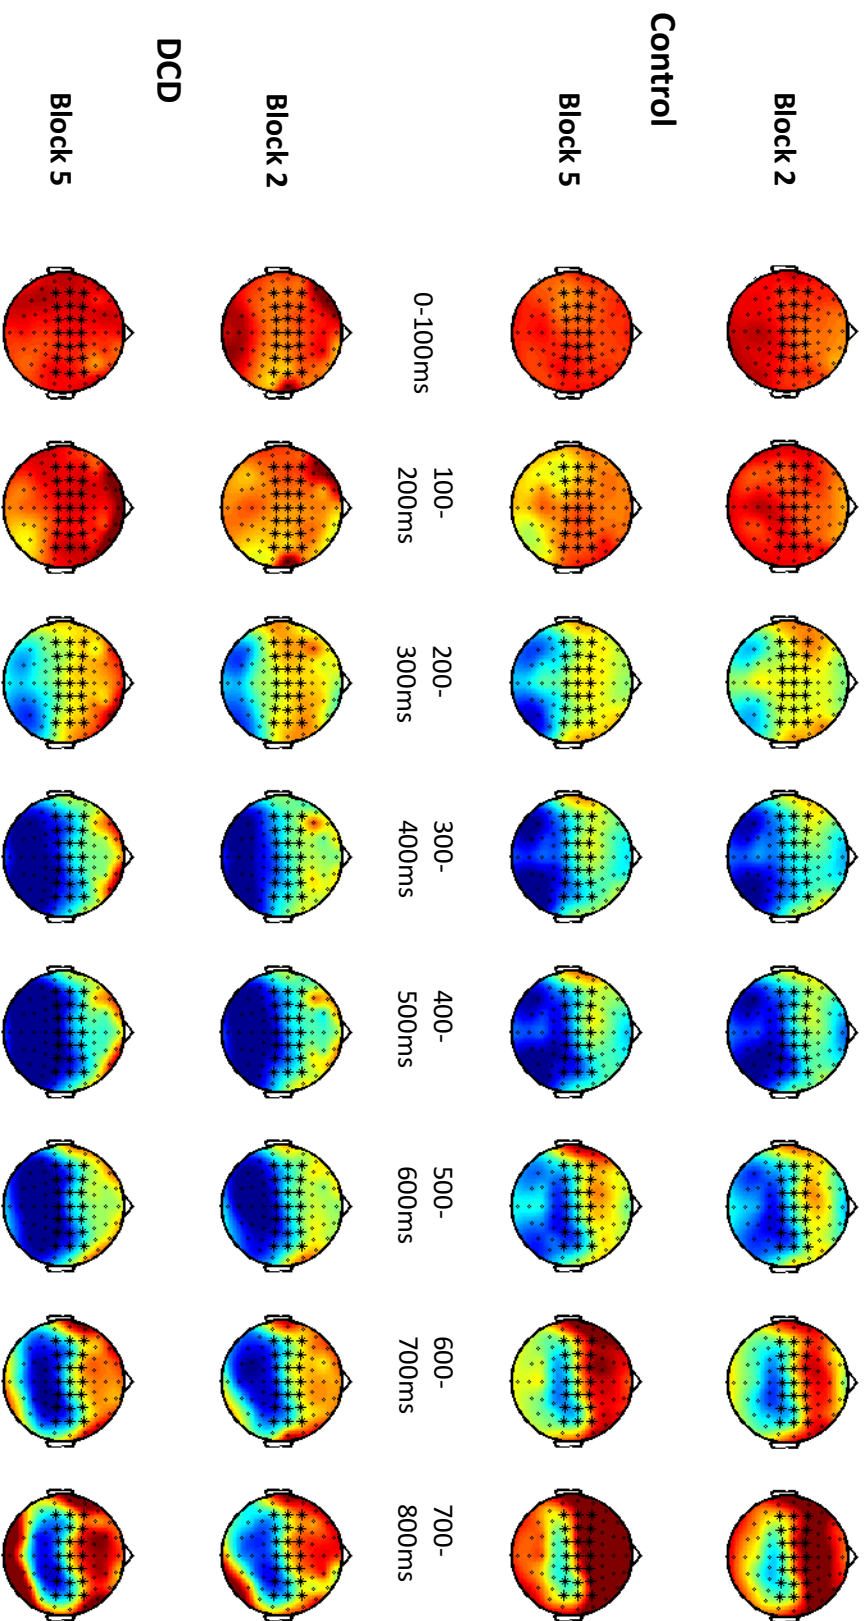 Control
Block 2
Block 5
0-100ms
100-
200ms
200-
300ms
300-
400ms
400-
500ms
500-
600ms
600-
700ms
700-
800ms
DCD
Block 2
Block 5